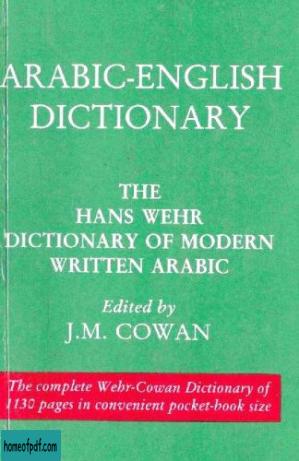 ARABIC-ENGLISH
DICTIONARY
THE
HANS WEHR
DICTIONARY OF MODERN
WRITTEN ARABIC
Edited by
J.M. COWAN
The complete Wehr-Cowan Dictionary of
1130 pages in convenient pocket-book size
homeofpdf.com